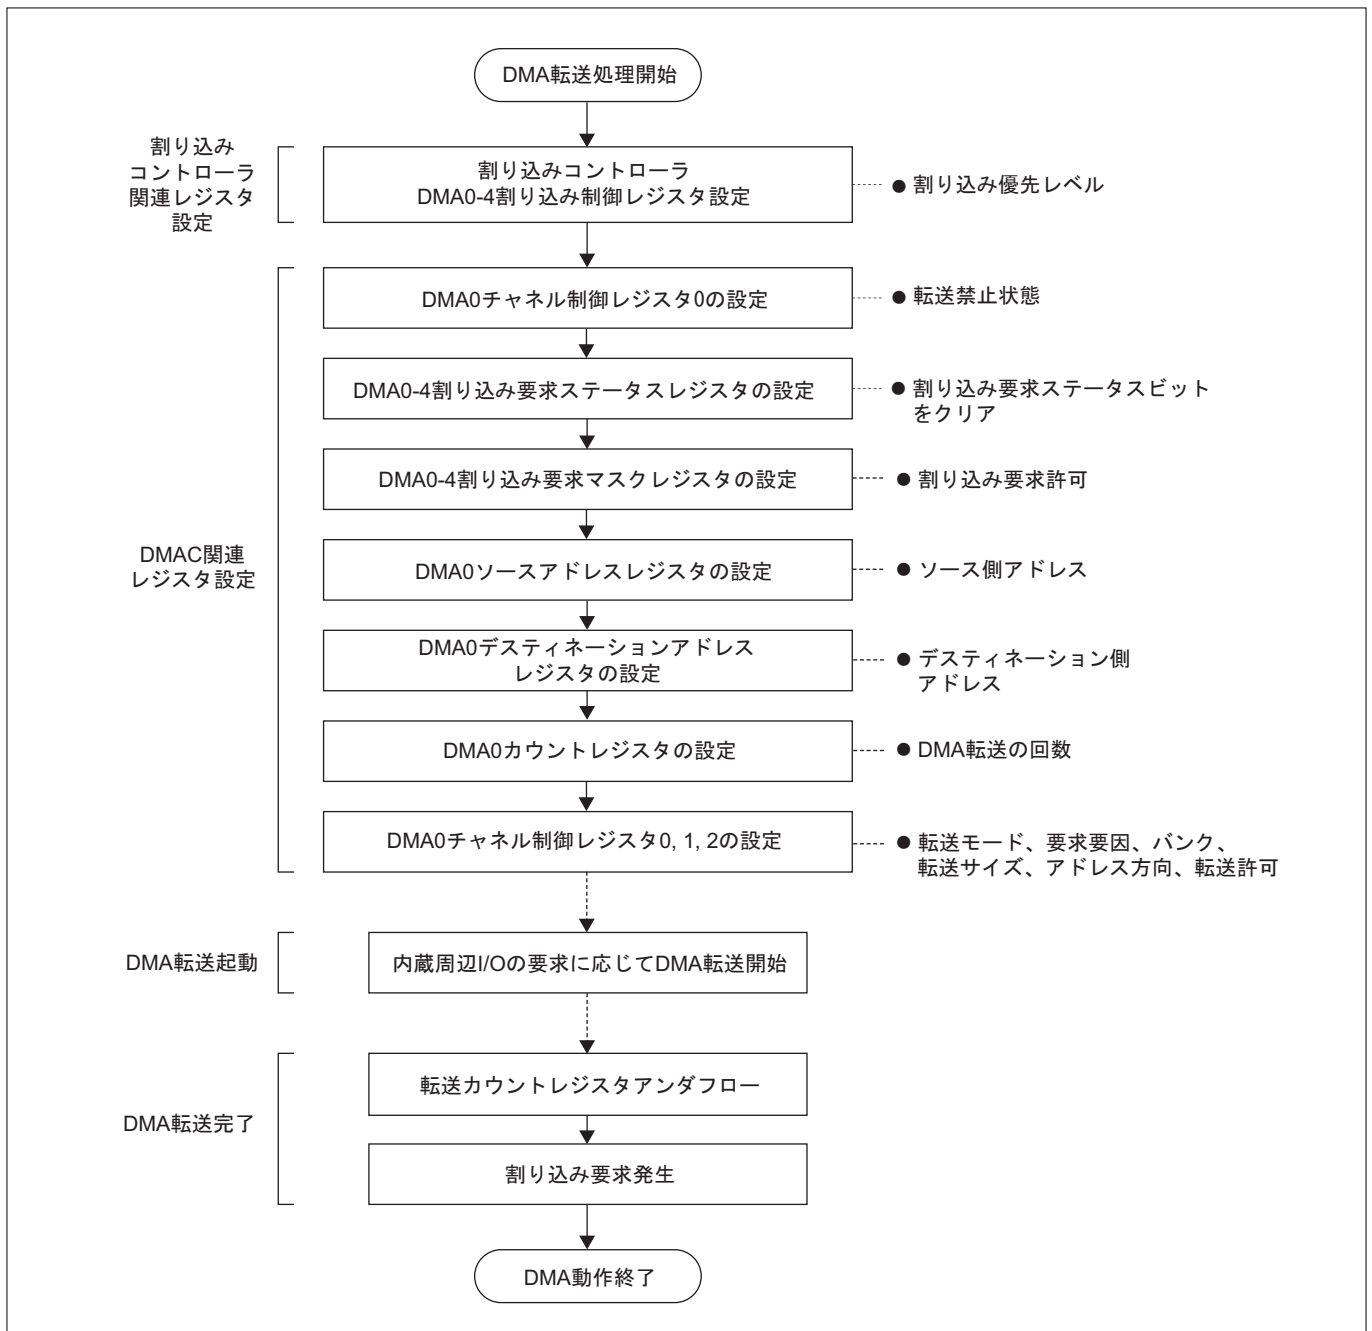 DMA転送処理開始
割り込み
コントローラ
関連レジスタ
設定
割り込みコントローラ
DMA0-4割り込み制御レジスタ設定
● 割り込み優先レベル
DMAC関連
レジスタ設定
DMA0チャネル制御レジスタ0の設定
● 転送禁止状態
DMA0-4割り込み要求ステータスレジスタの設定
● 割り込み要求ステータスビット
をクリア
DMA0-4割り込み要求マスクレジスタの設定
● 割り込み要求許可
DMA0ソースアドレスレジスタの設定
● ソース側アドレス
DMA0デスティネーションアドレス
レジスタの設定
● デスティネーション側
アドレス
DMA0カウントレジスタの設定
● DMA転送の回数
DMA0チャネル制御レジスタ0, 1, 2の設定
● 転送モード、要求要因、バンク、
転送サイズ、アドレス方向、転送許可
DMA転送起動
内蔵周辺I/Oの要求に応じてDMA転送開始
DMA転送完了
転送カウントレジスタアンダフロー
割り込み要求発生
DMA動作終了